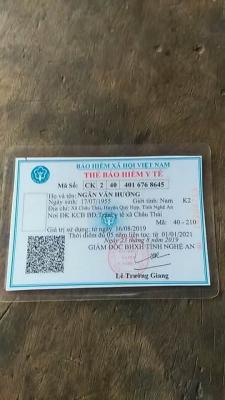 BẢO HIỂM XÃ HỘI VIỆT NAM
THẺ BẢO HIỂM Y TẾ
Mã Số: CK 2 40 401 676 8645
Họ và tên: NGÂN VĂN HƯƠNG
Ngày sinh: 17/07/1955 Giới tính: Nam K2
Địa chỉ: Xã Châu Thái, Huyện Quỳ Hợp, Tỉnh Nghệ An
Nơi ĐK KCB BĐ: Trạm y tế xã Châu Thái
Mã: 40 - 210
Giá trị sử dụng: từ ngày 16/08/2019
Thời điểm đủ 05 năm liên tục: từ 01/01/2021
Ngày 23 tháng 8 năm 2019
GIÁM ĐỐC BHXH TỈNH NGHỆ AN
Lê Trường Giang